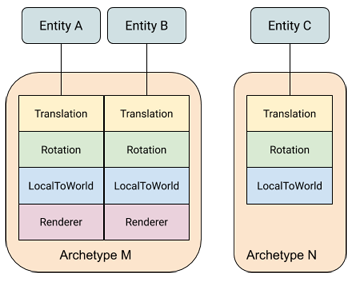 Entity A
Entity B
Entity C
Translation
Translation
Translation
Rotation
Rotation
Rotation
LocalToWorld
LocalToWorld
LocalToWorld
Renderer
Renderer
Archetype M
Archetype N